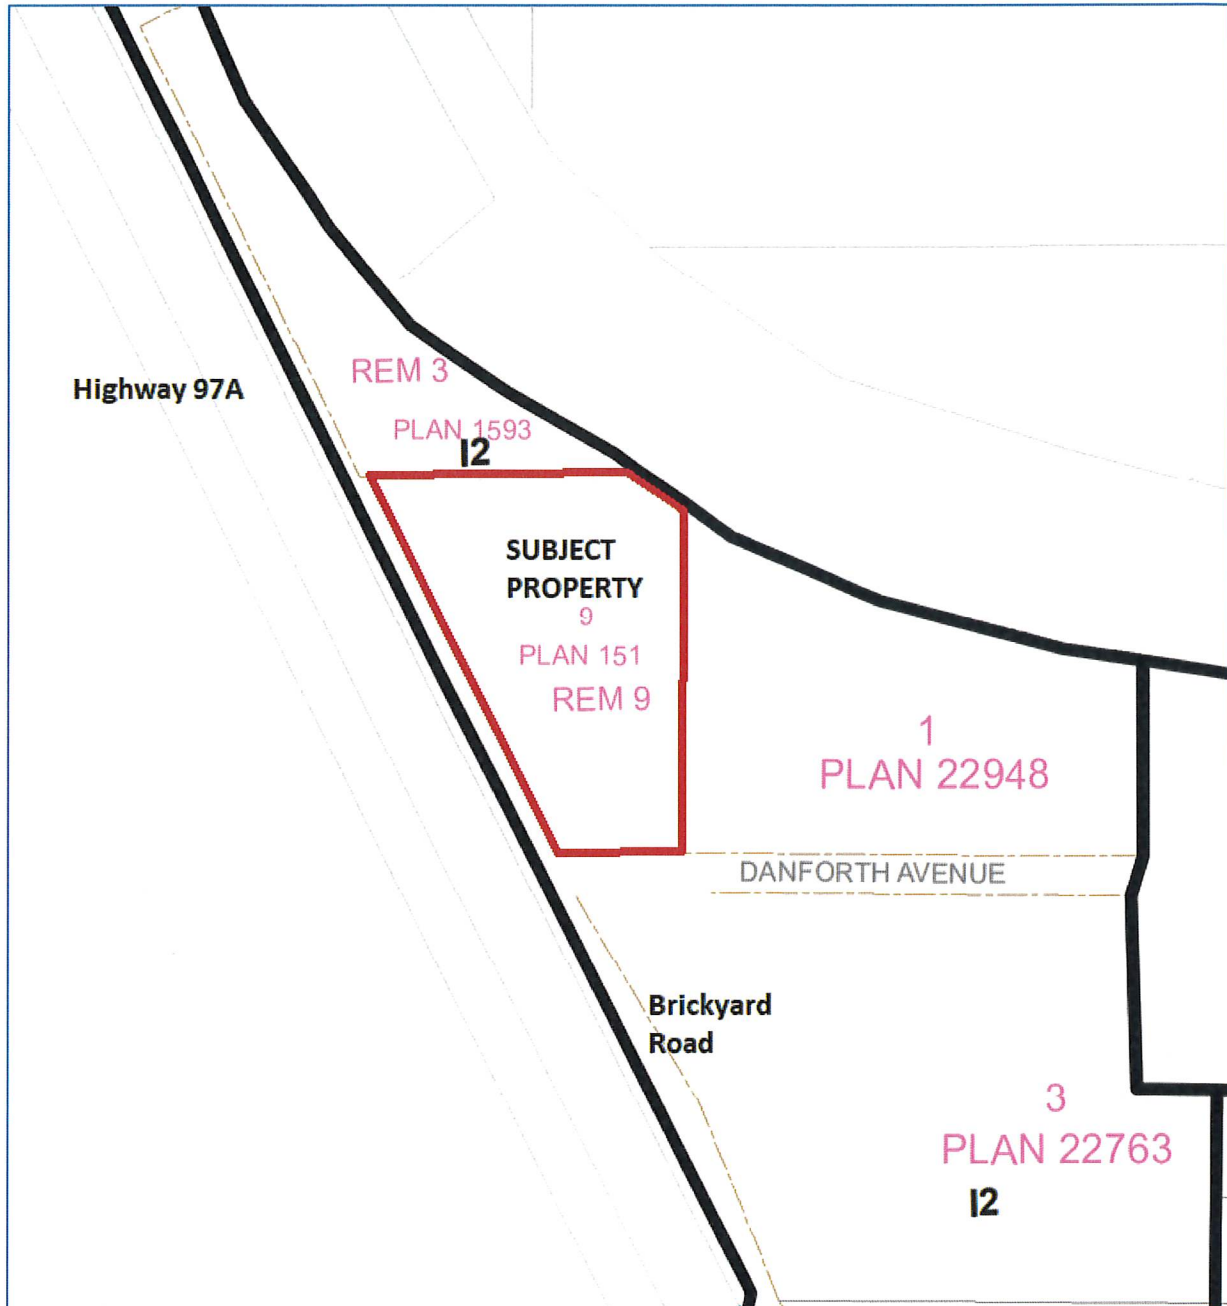 REM 3
Highway 97A
PLAN 1593
I2
SUBJECT
PROPERTY
9
PLAN 151
REM 9
1
PLAN 22948
DANFORTH AVENUE
Brickyard
Road
3
PLAN 22763
I2